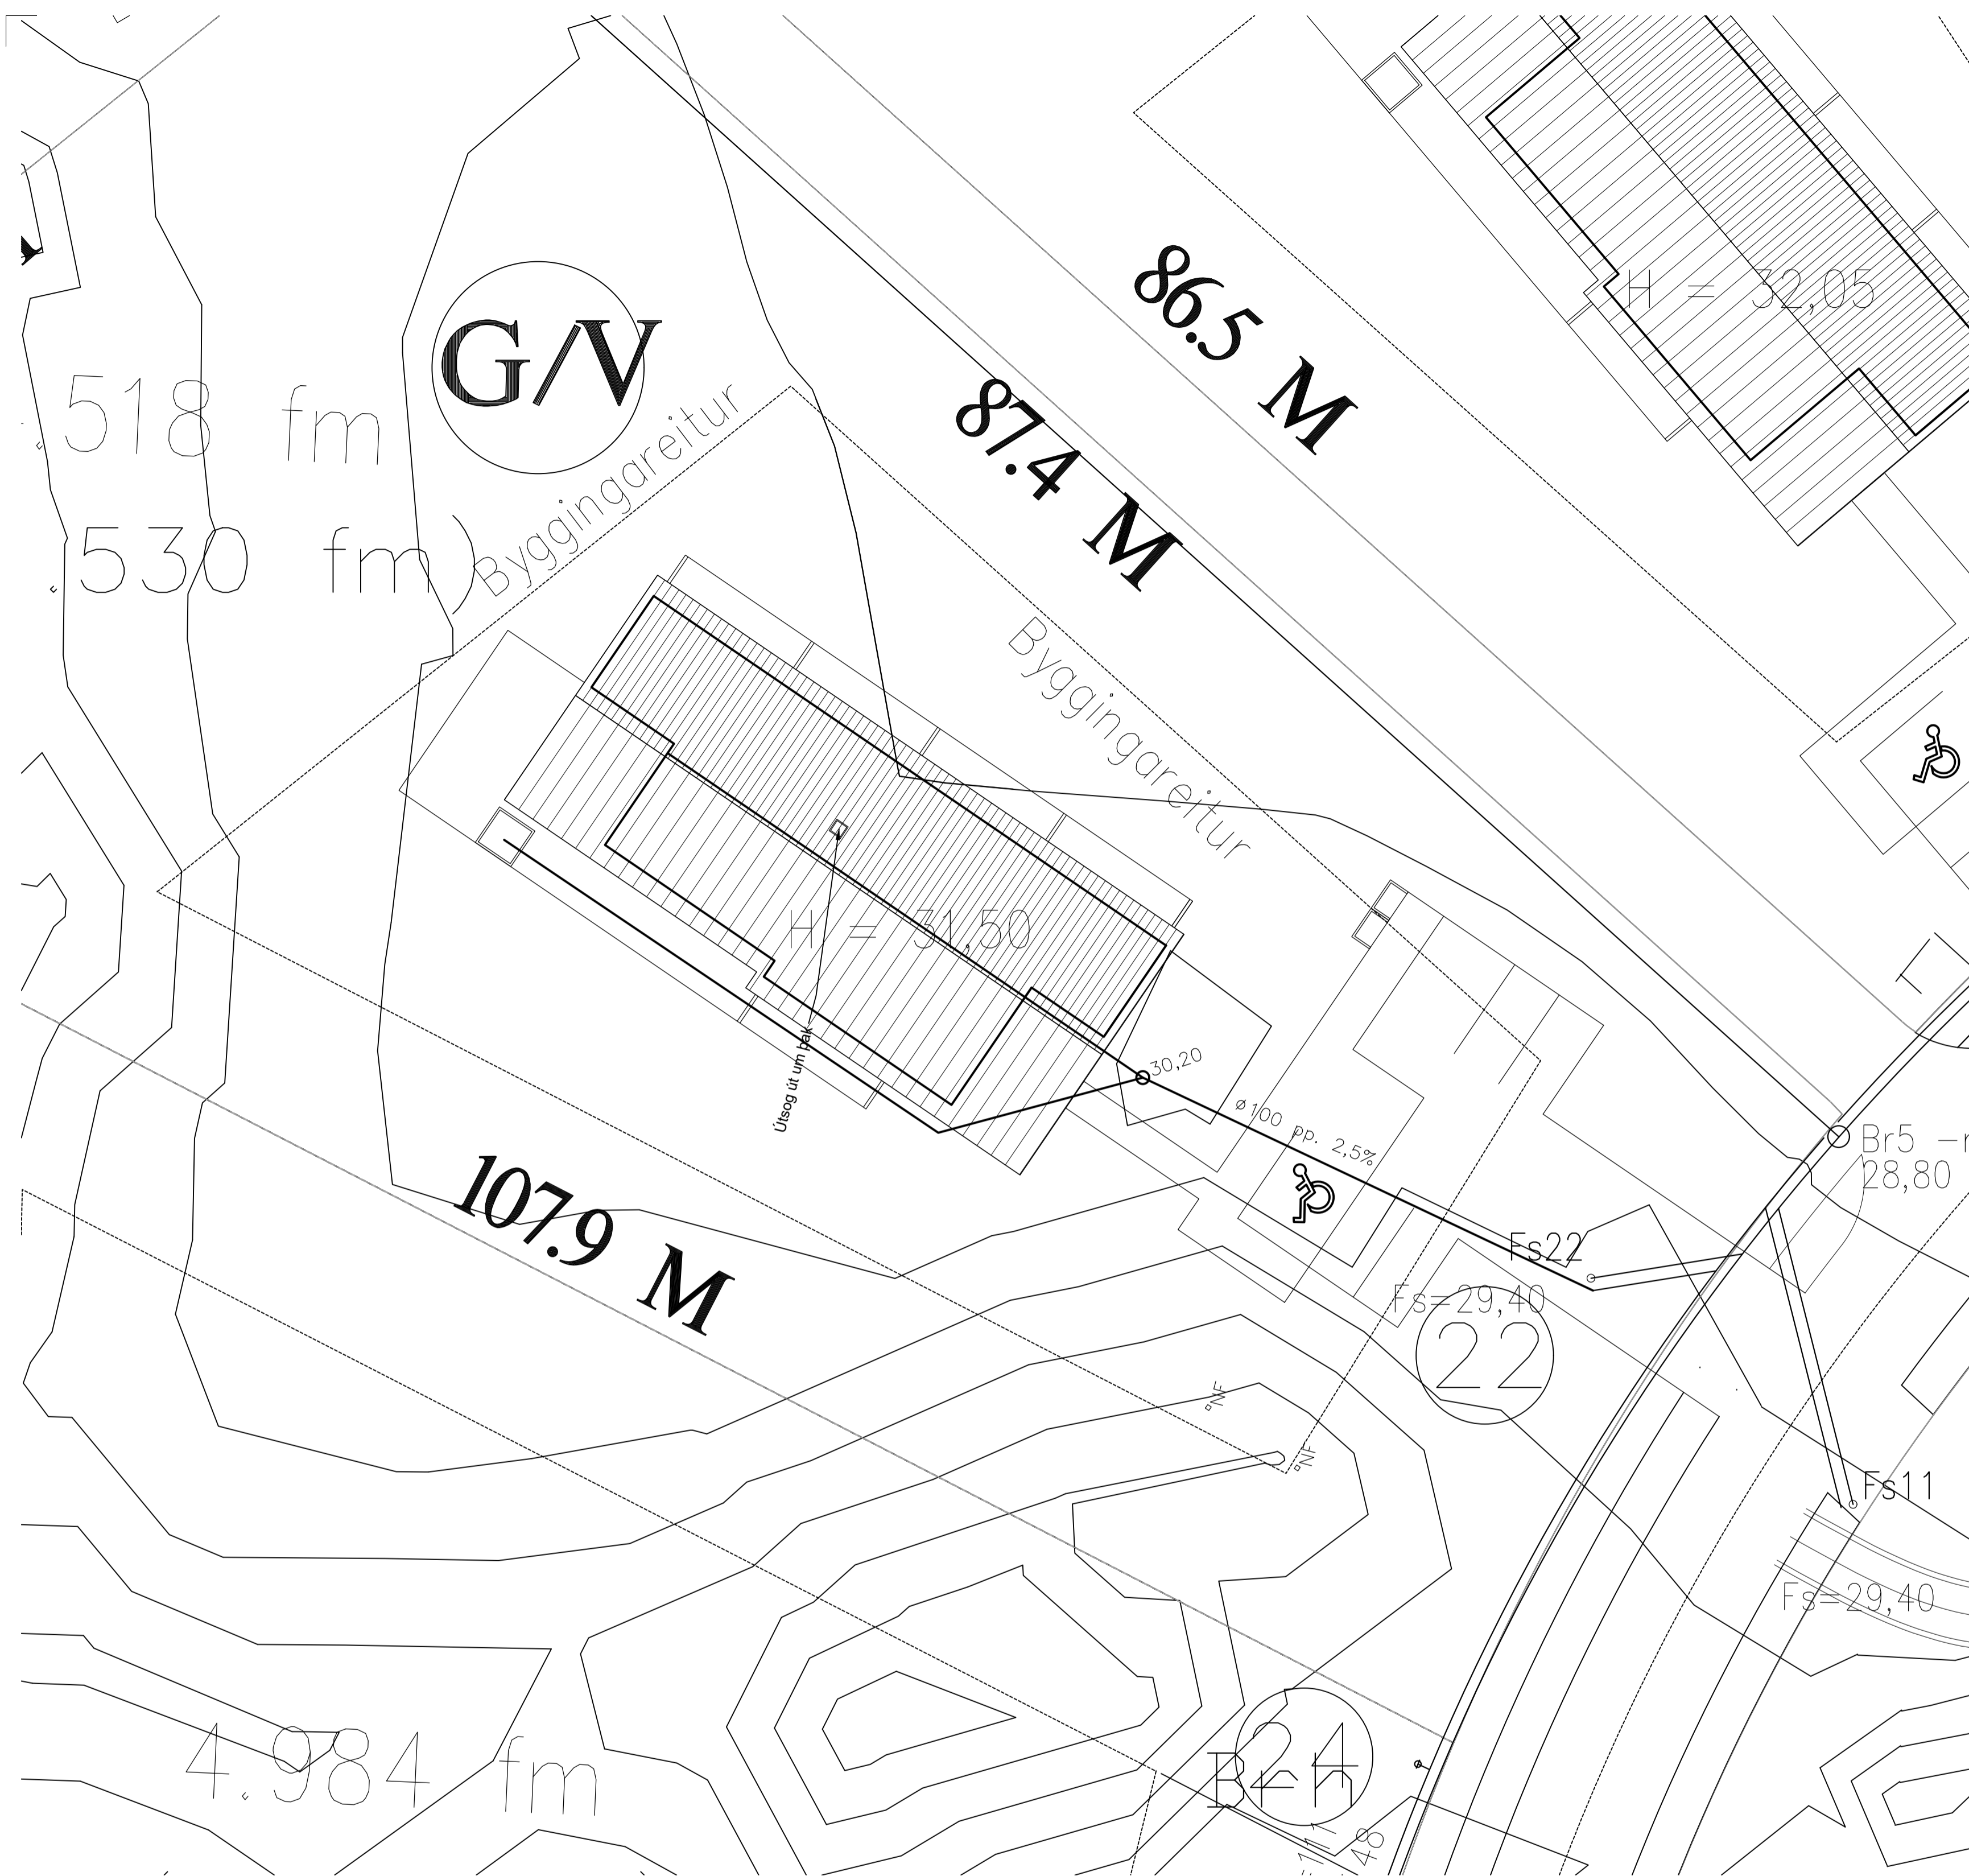 86.5 M
H = 32,05
G/V
518 fm
87.4 M
Byggingareitur
530 fm)
Byggingareitur
H = 31,50
Útsog út um þak
30,20
ø100 pp. 2,5%
Br5
28,80
107.9 M
Fs22
Fs=29,40
22
NF
NF
Fs11
Fs=29,40
4.984 fm
24